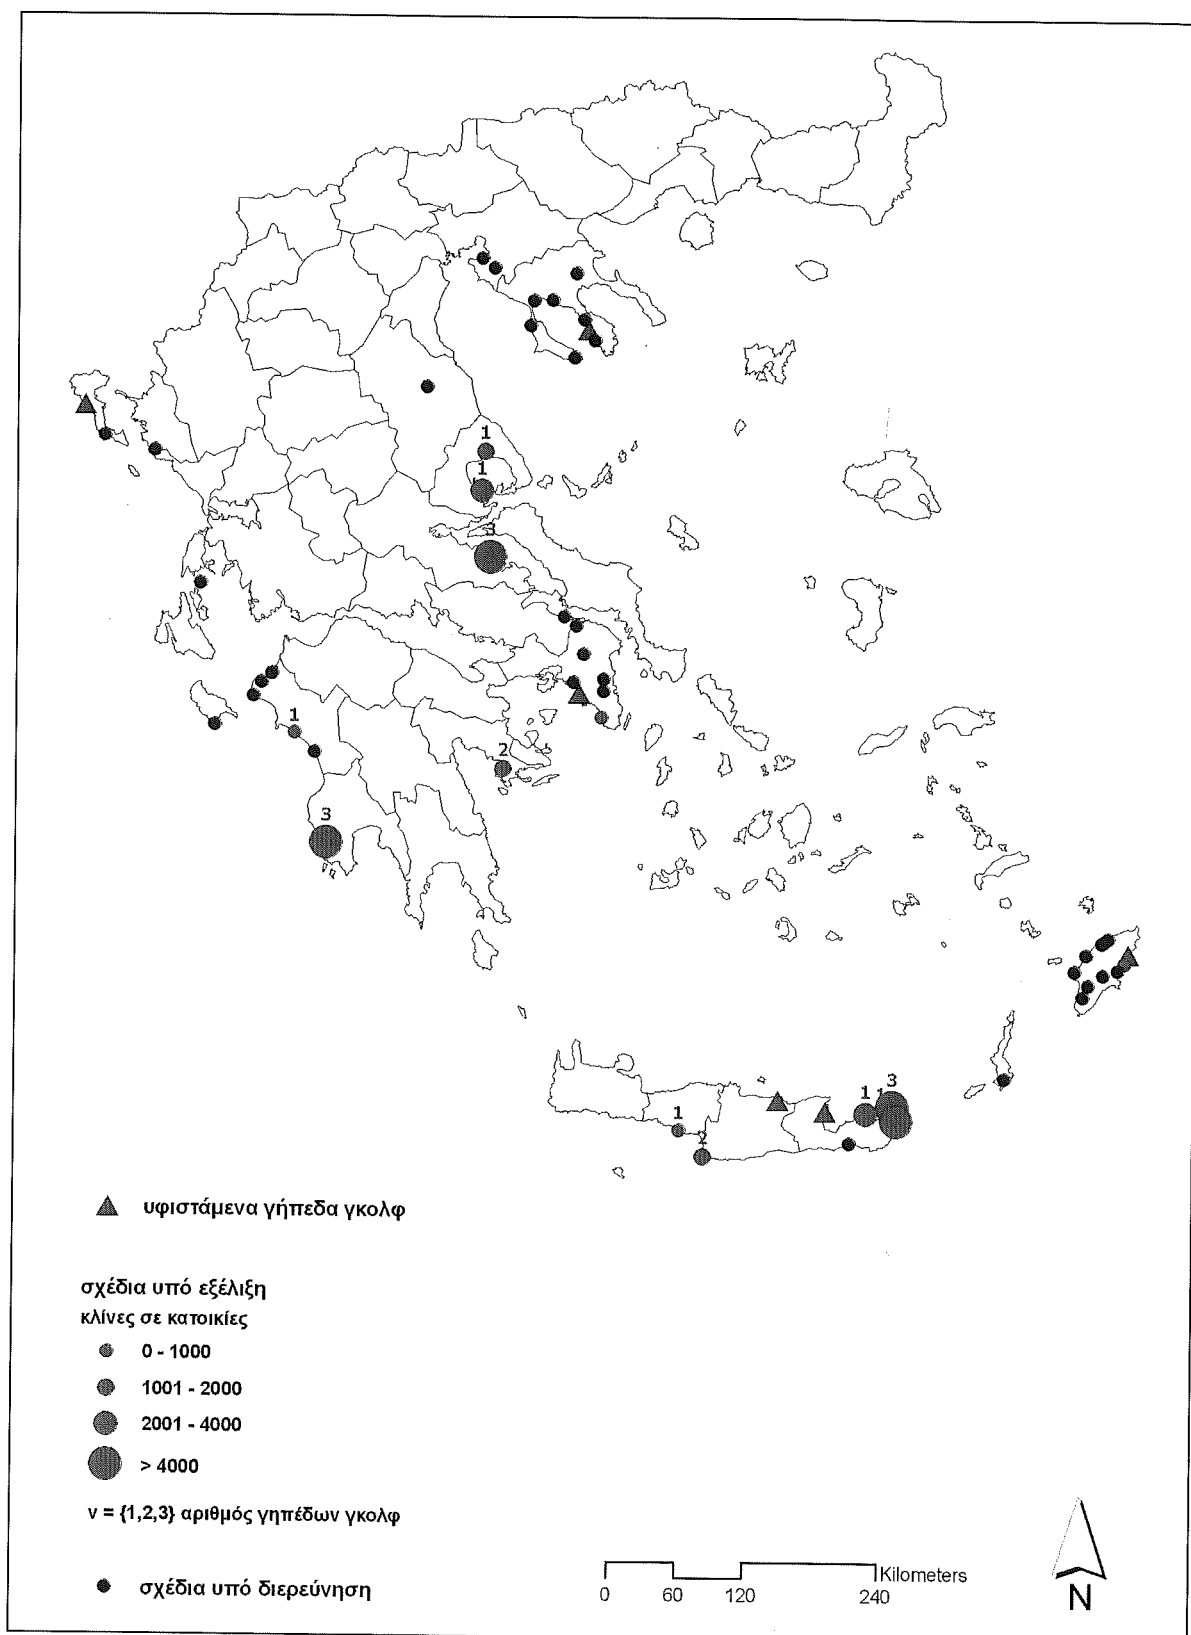 1
1
3
1
2
3
3
1 1
1
2
υφιστάμενα γήπεδα γκολφ
σχέδια υπό εξέλιξη
κλίνες σε κατοικίες
0 - 1000
1001 - 2000
2001 - 4000
> 4000
ν = {1,2,3} αριθμός γηπέδων γκολφ
σχέδια υπό διερεύνηση
Kilometers
0 60 120 240
N